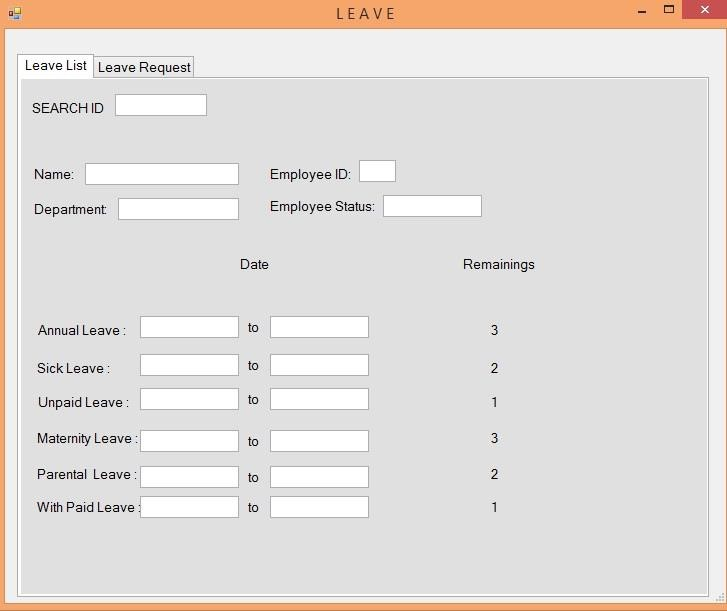 LEAVE
Leave List Leave Request
SEARCH ID
Name: Employee ID:
Department: Employee Status:
Date Remainings
Annual Leave : to 3
Sick Leave : to 2
Unpaid Leave : to 1
Maternity Leave : to 3
Parental Leave : to 2
With Paid Leave : to 1